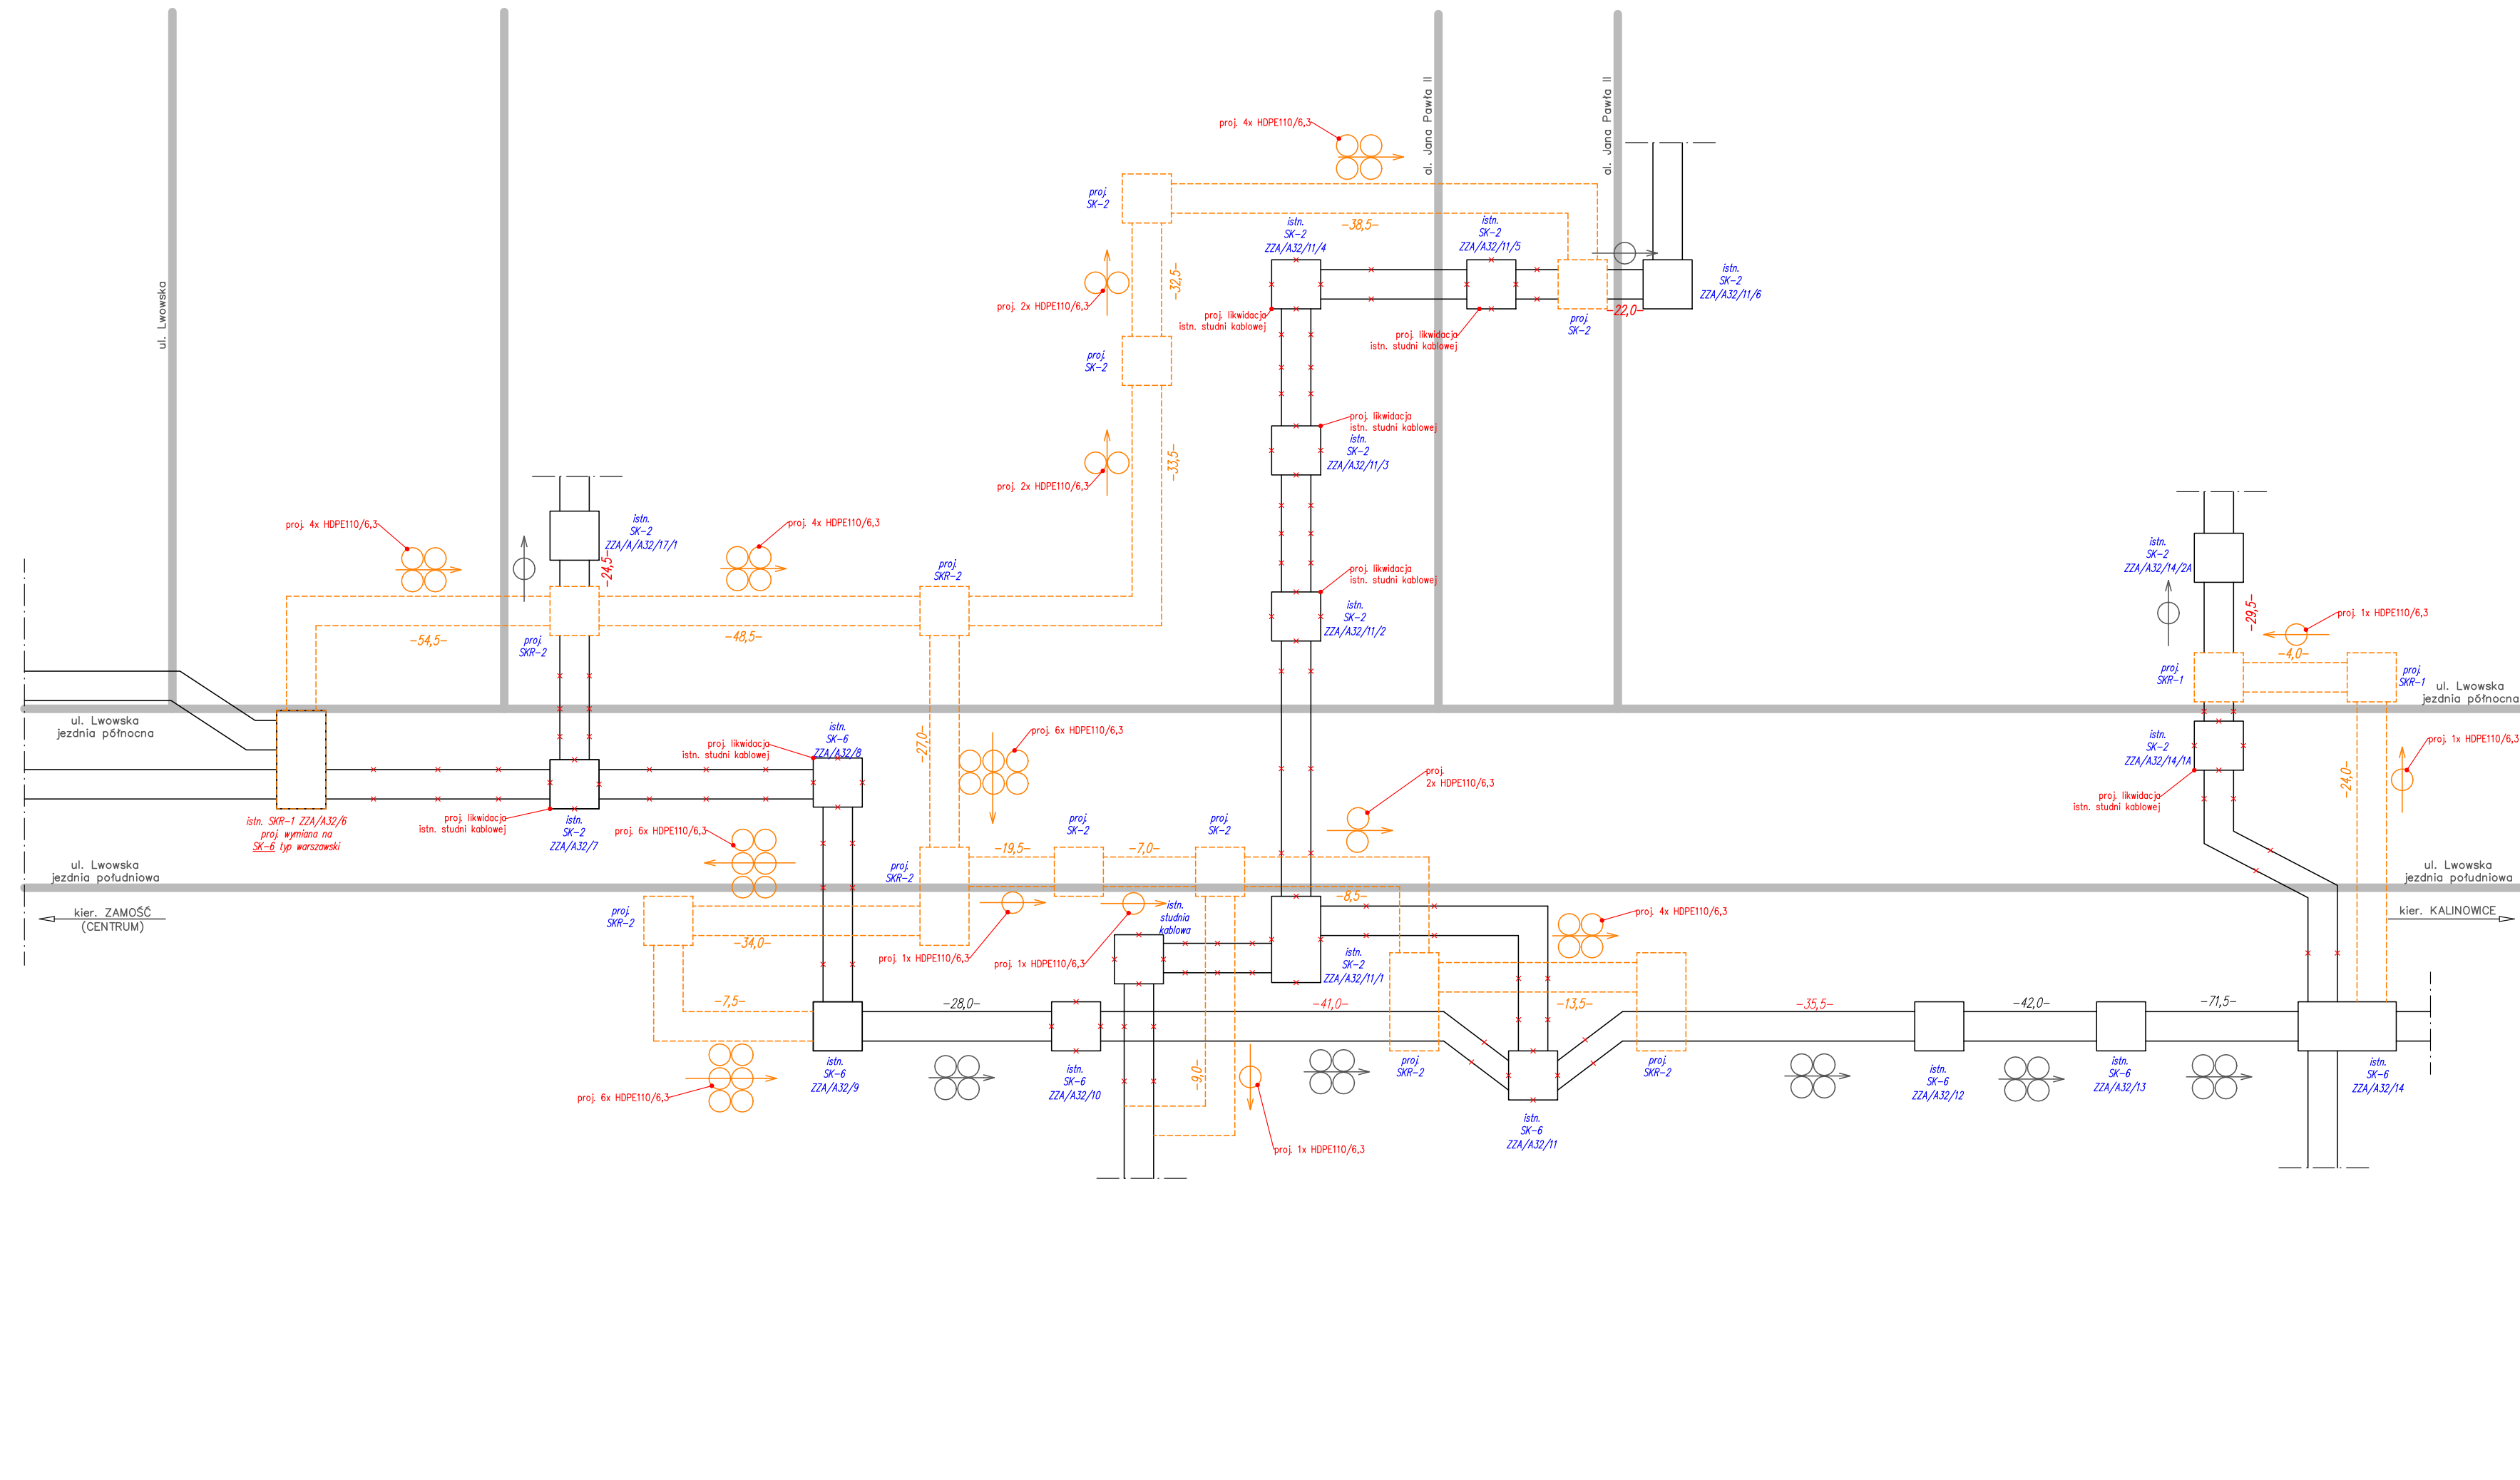 ul. Lwowska
al. Jana Pawła II
al. Jana Pawła II
proj. 4x HDPE110/6,3
proj.
SK-2
-38,5-
istn.
SK-2
ZZA/A32/11/4
istn.
SK-2
ZZA/A32/11/5
istn.
SK-2
ZZA/A32/11/6
-22,0-
proj.
SK-2
proj. likwidacja
istn. studni kablowej
proj. likwidacja
istn. studni kablowej
proj. 2x HDPE110/6,3
-32,5-
proj.
SK-2
proj. 2x HDPE110/6,3
-33,5-
proj. likwidacja
istn. studni kablowej
istn.
SK-2
ZZA/A32/11/3
proj. likwidacja
istn. studni kablowej
istn.
SK-2
ZZA/A32/11/2
proj. 4x HDPE110/6,3
istn.
SK-2
ZZA/A/A32/17/1
-24,5-
proj. 4x HDPE110/6,3
proj.
SKR-2
-54,5-
proj.
SKR-2
-48,5-
istn.
SK-2
ZZA/A32/14/2A
-29,5-
proj. 1x HDPE110/6,3
-4,0-
proj.
SKR-1
proj.
SKR-1
ul. Lwowska
jezdnia północna
ul. Lwowska
jezdnia północna
istn.
SK-6
ZZA/A32/8
proj. likwidacja
istn. studni kablowej
-27,0-
proj. 6x HDPE110/6,3
istn.
SK-2
ZZA/A32/14/1A
proj. 1x HDPE110/6,3
proj. likwidacja
istn. studni kablowej
-24,0-
proj.
2x HDPE110/6,3
istn. SKR-1 ZZA/A32/6
proj. wymiana na
SK-6 typ warszawski
proj. likwidacja
istn. studni kablowej
istn.
SK-2
ZZA/A32/7
proj. 6x HDPE110/6,3
proj.
SK-2
proj.
SK-2
-19,5-
-7,0-
ul. Lwowska
jezdnia południowa
ul. Lwowska
jezdnia południowa
proj.
SKR-2
-8,5-
kier. ZAMOŚĆ
(CENTRUM)
kier. KALINOWICE
proj.
SKR-2
-34,0-
istn.
studnia
kablowa
proj. 4x HDPE110/6,3
proj. 1x HDPE110/6,3
proj. 1x HDPE110/6,3
istn.
SK-2
ZZA/A32/11/1
-7,5-
-28,0-
-41,0-
-13,5-
-35,5-
-42,0-
-71,5-
istn.
SK-6
ZZA/A32/9
istn.
SK-6
ZZA/A32/10
-9,0-
proj.
SKR-2
proj.
SKR-2
istn.
SK-6
ZZA/A32/12
istn.
SK-6
ZZA/A32/13
istn.
SK-6
ZZA/A32/14
proj. 6x HDPE110/6,3
istn.
SK-6
ZZA/A32/11
proj. 1x HDPE110/6,3